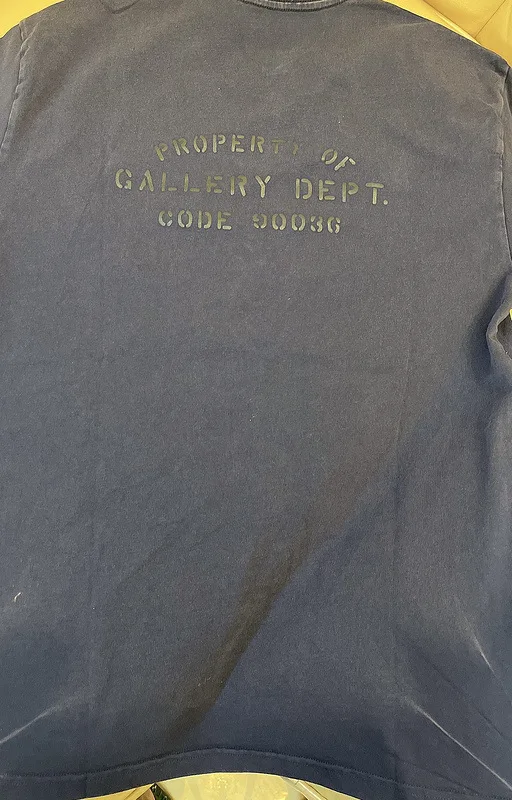 PROPERTY OF
GALLERY DEPT.
CODE 90036